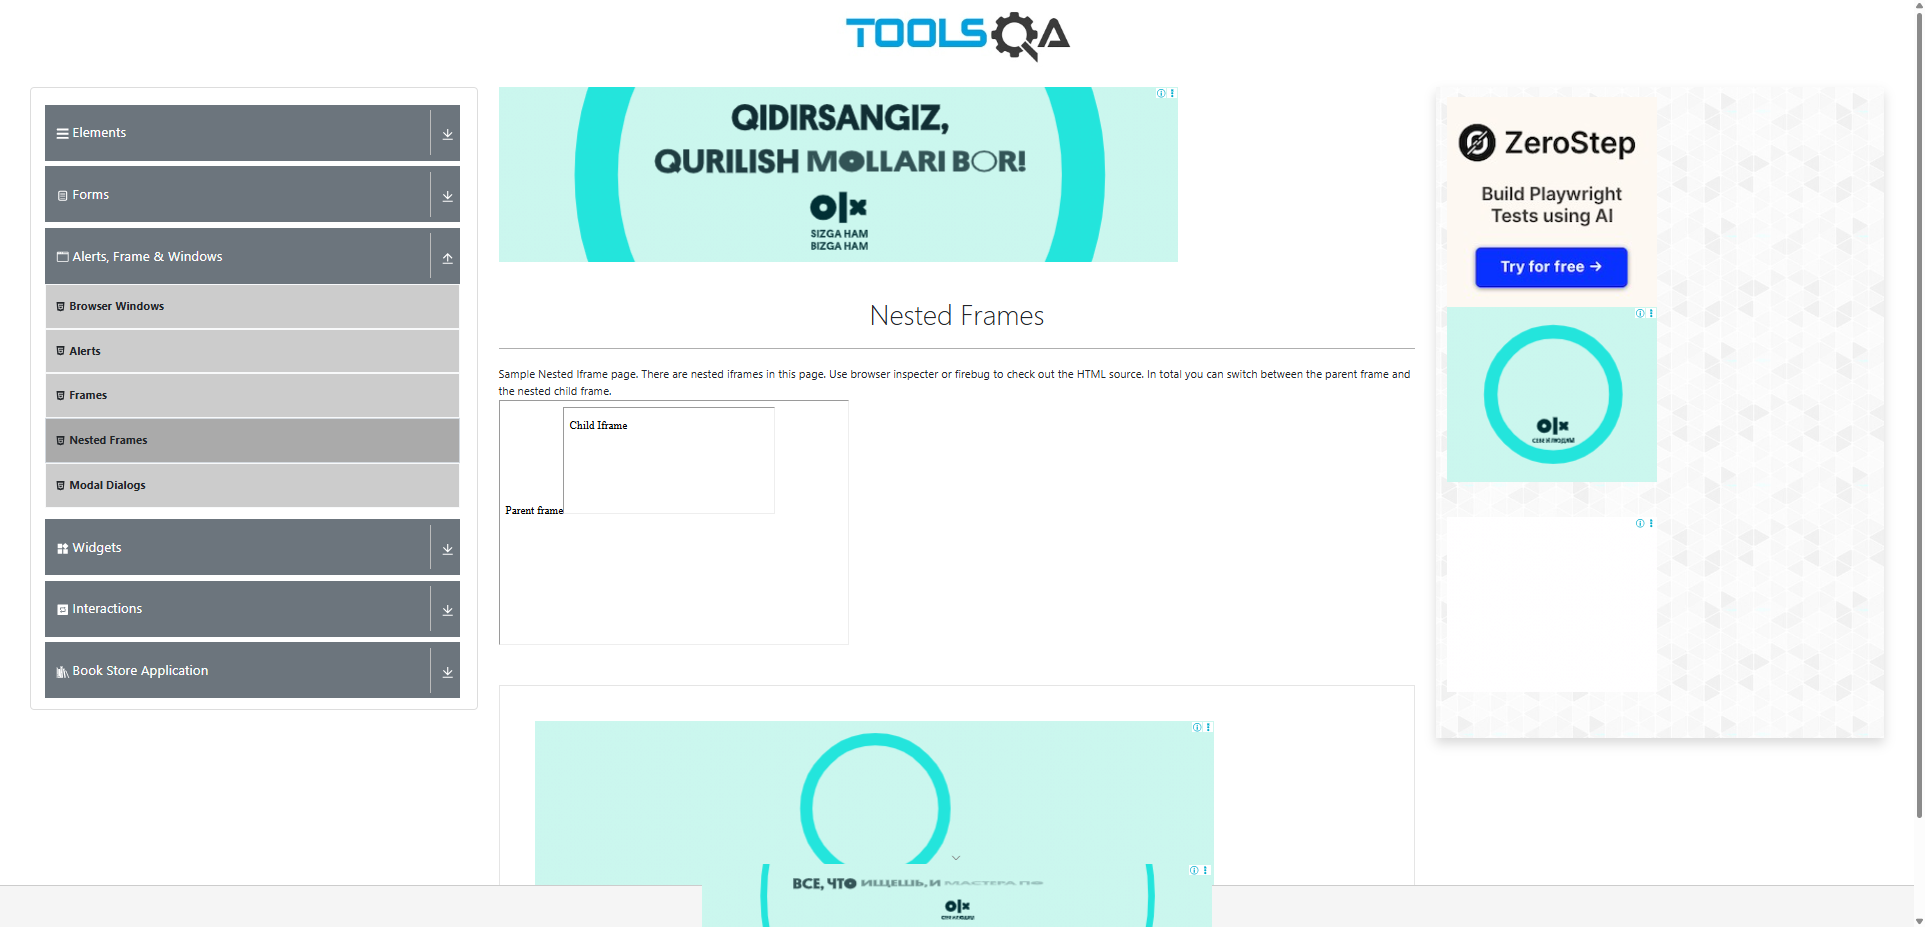 TOOLSQA
Elements
Forms
Alerts, Frame & Windows
Browser Windows
Alerts
Frames
Nested Frames
Modal Dialogs
Widgets
Interactions
Book Store Application
QIDIRSANGIZ,
QURILISH MOLLARI BOR!
olx
SIZGA HAM
BIZGA HAM
Nested Frames
Sample Nested Iframe page. There are nested iframes in this page. Use browser inspecter or firebug to check out the HTML source. In total you can switch between the parent frame and
the nested child frame.
Child Iframe
Parent frame
ВСЕ, ЧТО ИЩЕШЬ, И МАСТЕРА ПО
olx
ZeroStep
Build Playwright
Tests using AI
Try for free →
olx